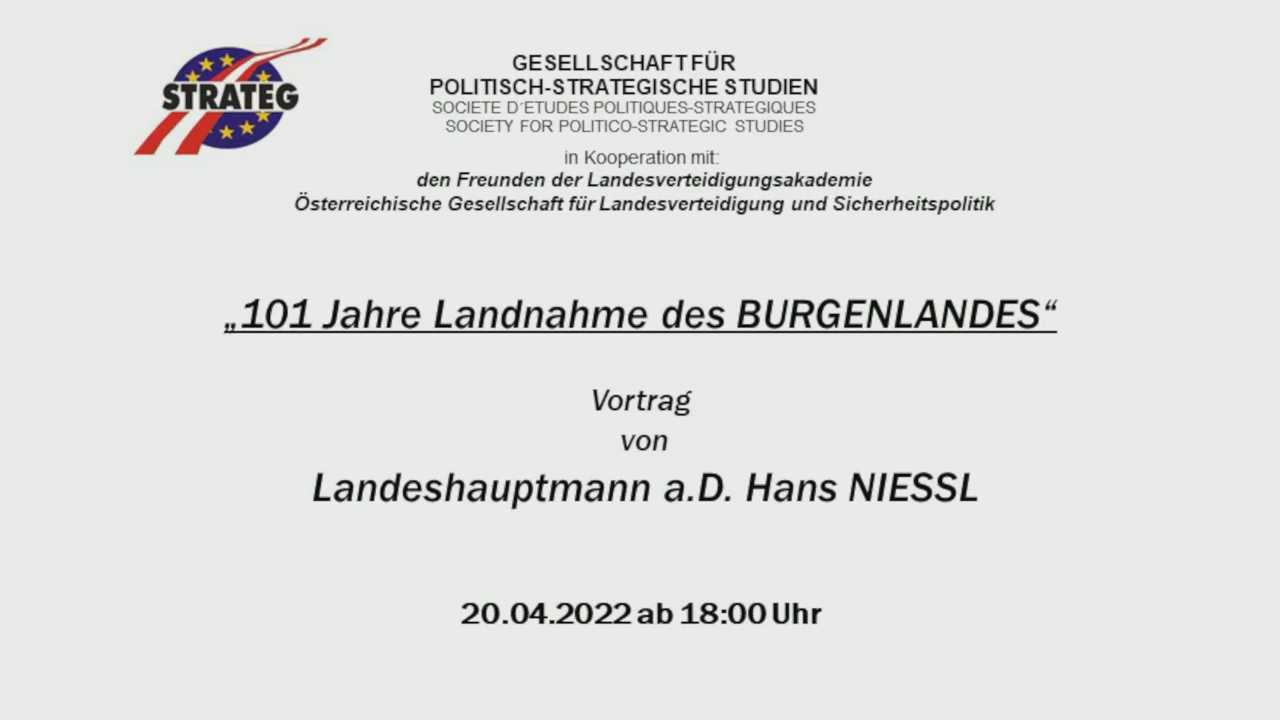 STRATEG
GESELLSCHAFT FÜR
POLITISCH-STRATEGISCHE STUDIEN
SOCIETE D´ETUDES POLITIQUES-STRATEGIQUES
SOCIETY FOR POLITICO-STRATEGIC STUDIES
in Kooperation mit:
den Freunden der Landesverteidigungsakademie
Österreichische Gesellschaft für Landesverteidigung und Sicherheitspolitik
„101 Jahre Landnahme des BURGENLANDES“
Vortrag
von
Landeshauptmann a.D. Hans NIESSL
20.04.2022 ab 18:00 Uhr